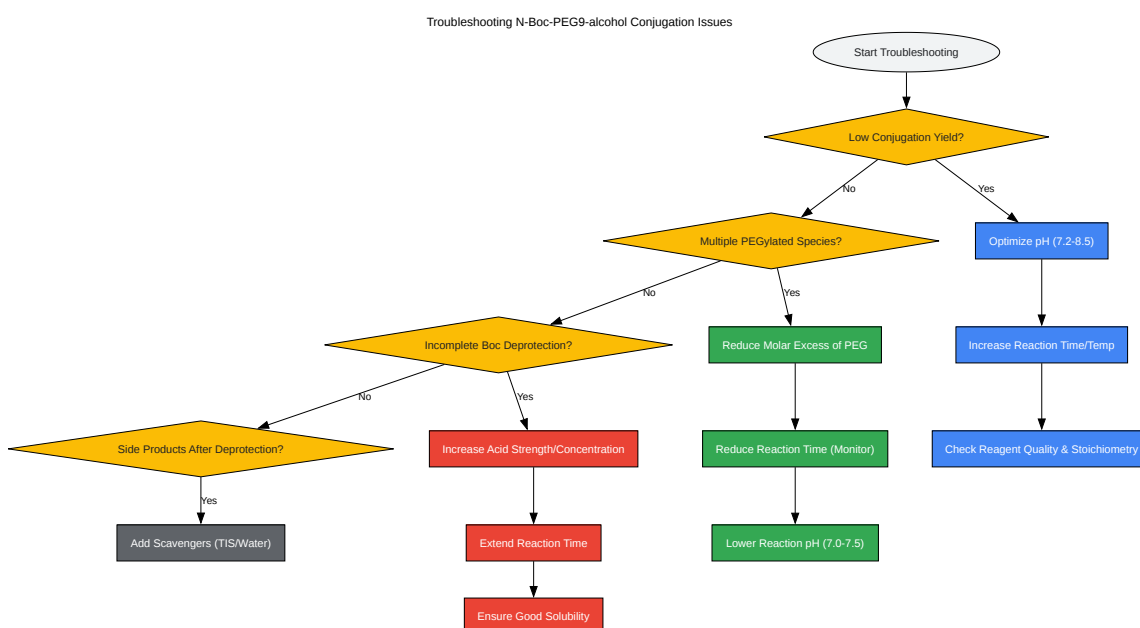 Troubleshooting N-Boc-PEG9-alcohol Conjugation Issues
Start Troubleshooting
Low Conjugation Yield?
No
Yes
Multiple PEGylated Species?
Optimize pH (7.2-8.5)
No
Yes
Incomplete Boc Deprotection?
Reduce Molar Excess of PEG
Increase Reaction Time/Temp
No
Yes
Side Products After Deprotection?
Increase Acid Strength/Concentration
Reduce Reaction Time (Monitor)
Check Reagent Quality & Stoichiometry
Yes
Add Scavengers (TIS/Water)
Extend Reaction Time
Lower Reaction pH (7.0-7.5)
Ensure Good Solubility